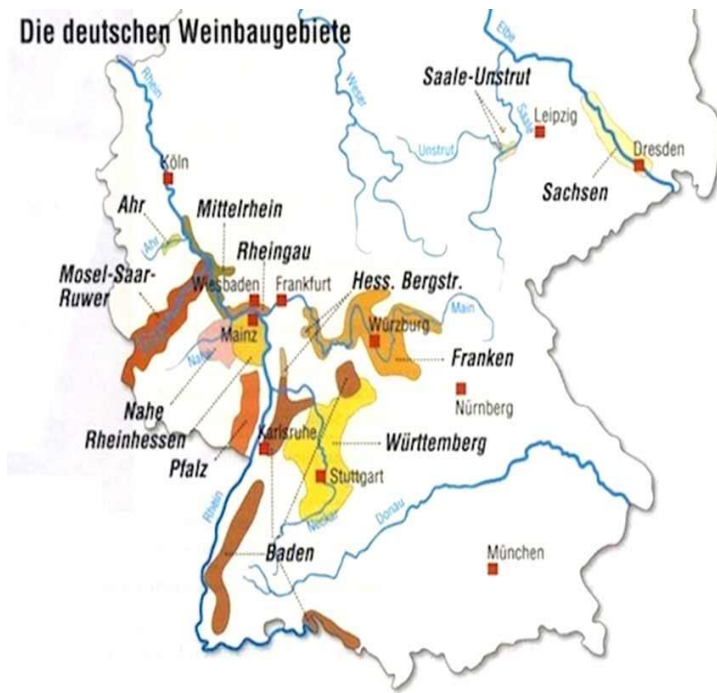 Die deutschen Weinbaugebiete
Elbe
Rhein
Weser
Saale-Unstrut
Saale
Leipzig
Unstrut
Dresden
Köln
Sachsen
Ahr
Mittelrhein
Ahr
Rheingau
Mosel-Saar-
Ruwer
Wiesbaden
Frankfurt
Hess. Bergstr.
Main
Mainz
Würzburg
Nahe
Franken
Nahe
Nürnberg
Rheinhessen
Karlsruhe
Württemberg
Pfalz
Stuttgart
Rhein
Neckar
Donau
Baden
München